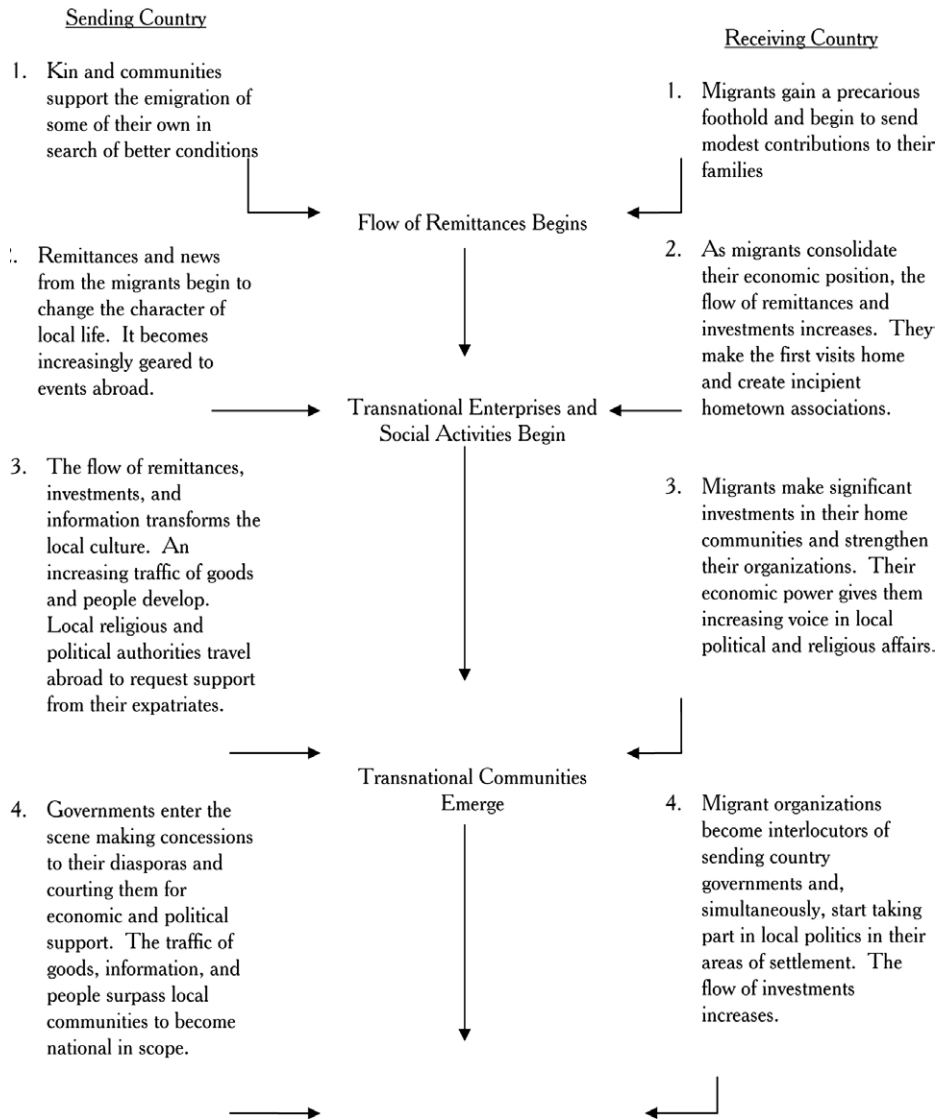 Sending Country
1. Kin and communities
support the emigration of
some of their own in
search of better conditions
Receiving Country
1. Migrants gain a precarious
foothold and begin to send
modest contributions to their
families
Flow of Remittances Begins
. Remittances and news
from the migrants begin to
change the character of
local life. It becomes
increasingly geared to
events abroad.
2. As migrants consolidate
their economic position, the
flow of remittances and
investments increases. They
make the first visits home
and create incipient
hometown associations.
Transnational Enterprises and
Social Activities Begin
3. The flow of remittances,
investments, and
information transforms the
local culture. An
increasing traffic of goods
and people develop.
Local religious and
political authorities travel
abroad to request support
from their expatriates.
3. Migrants make significant
investments in their home
communities and strengthen
their organizations. Their
economic power gives them
increasing voice in local
political and religious affairs.
Transnational Communities
Emerge
4. Governments enter the
scene making concessions
to their diasporas and
courting them for
economic and political
support. The traffic of
goods, information, and
people surpass local
communities to become
national in scope.
4. Migrant organizations
become interlocutors of
sending country
governments and,
simultaneously, start taking
part in local politics in their
areas of settlement. The
flow of investments
increases.